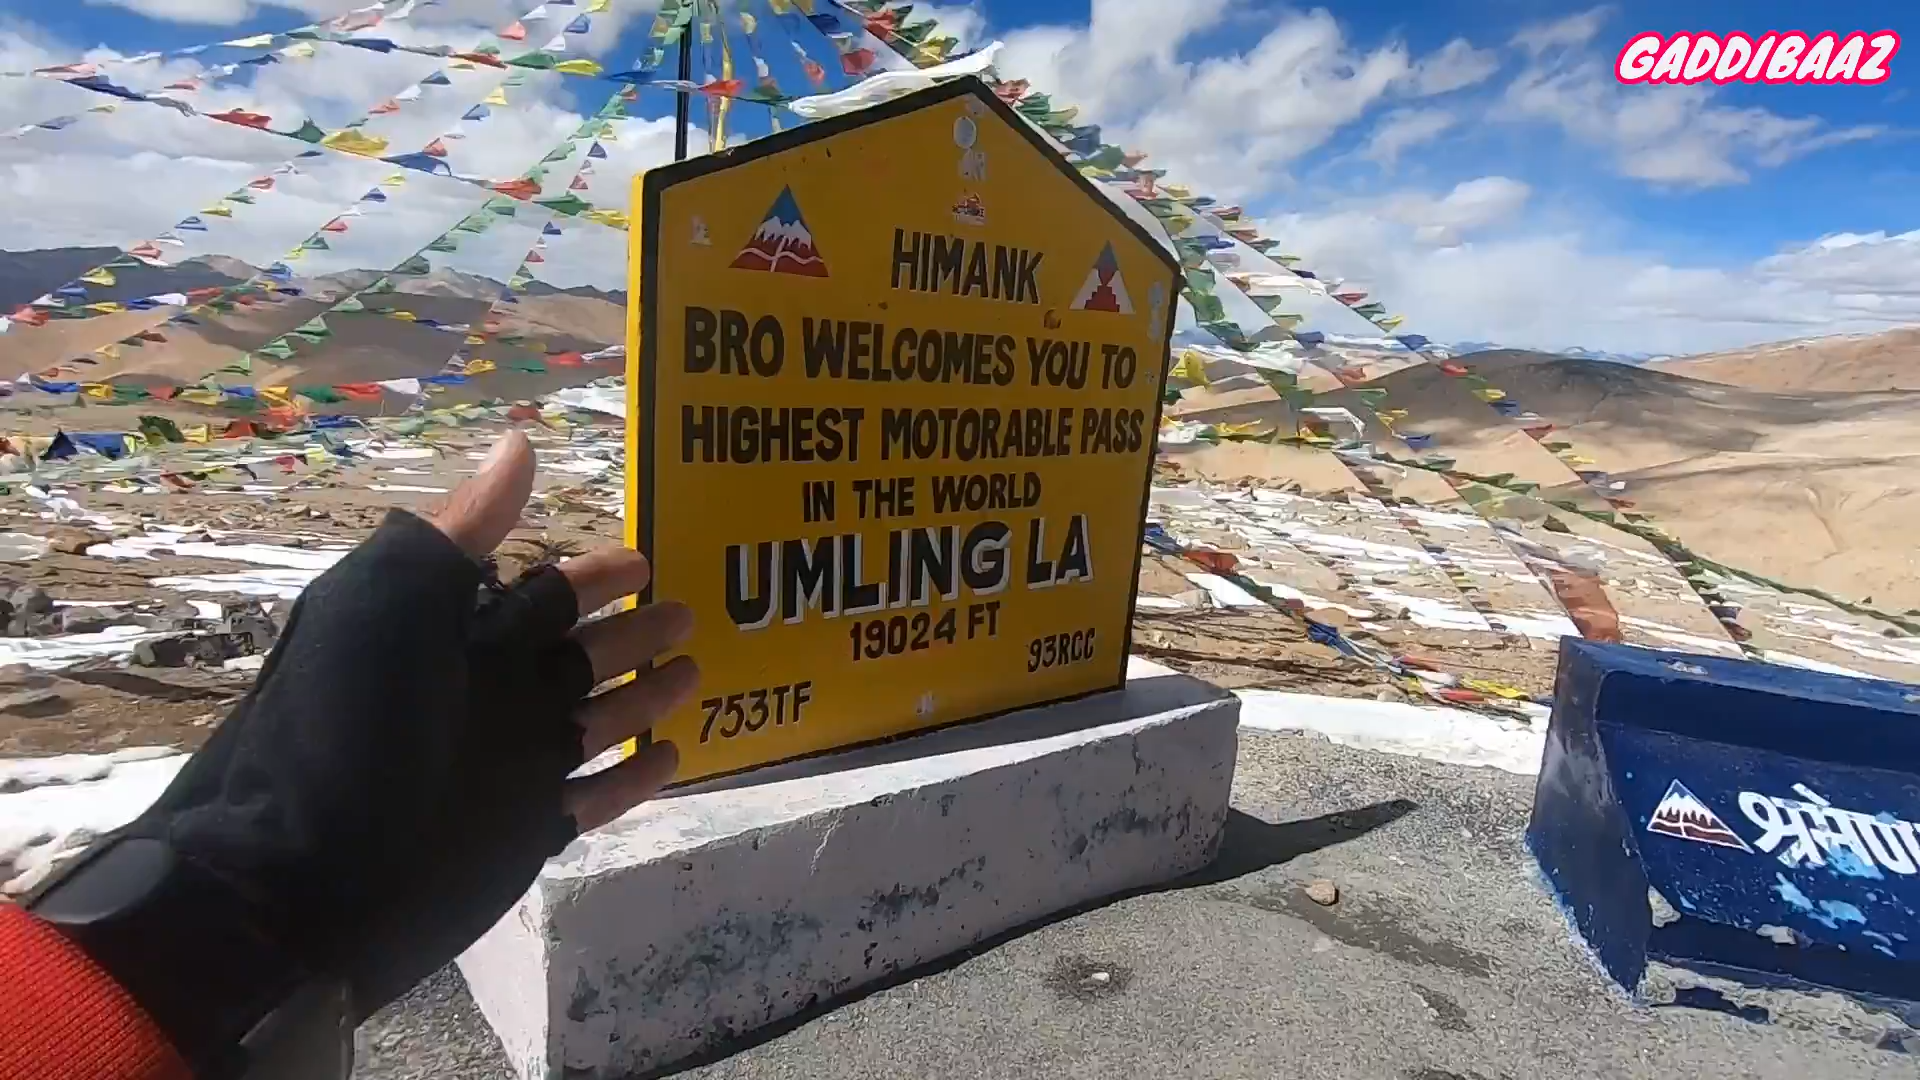 GADDIBAAZ
HIMANK
BRO WELCOMES YOU TO
HIGHEST MOTORABLE PASS
IN THE WORLD
UMLING LA
19024 FT
93RCC
753TF